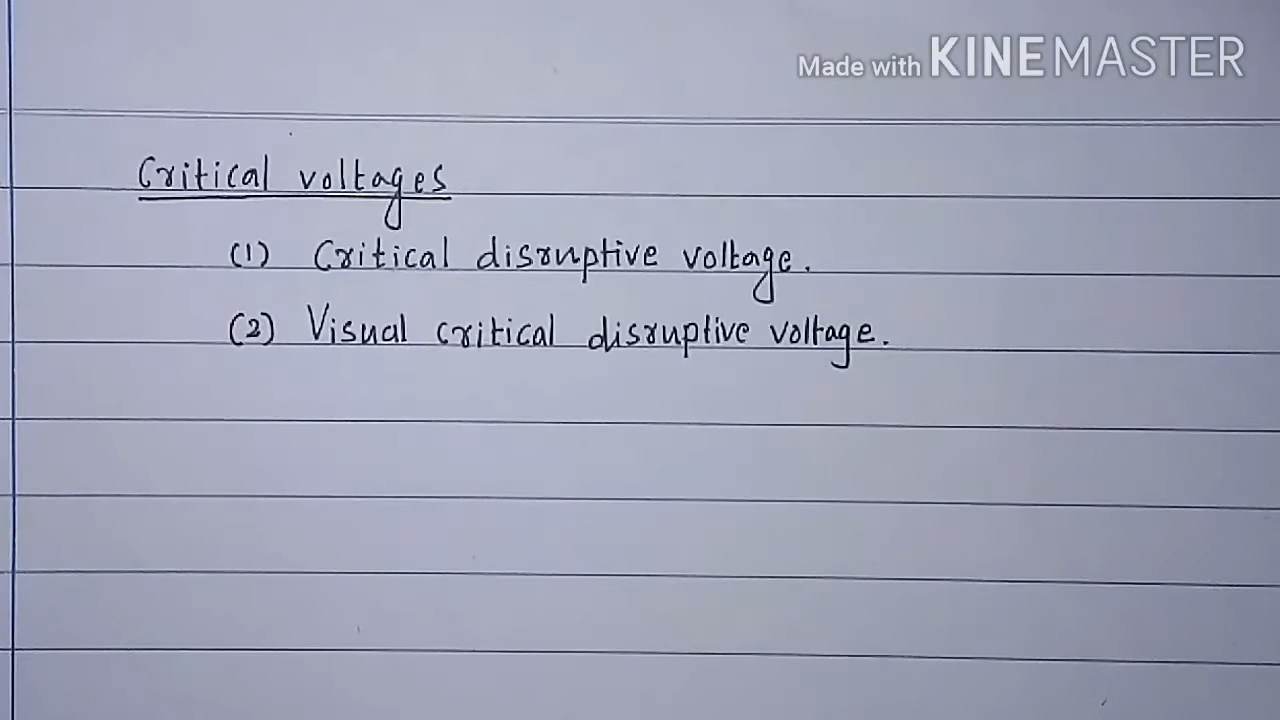 Made with KINEMASTER
Critical voltages
(1) Critical disruptive voltage.
(2) Visual critical disruptive voltage.